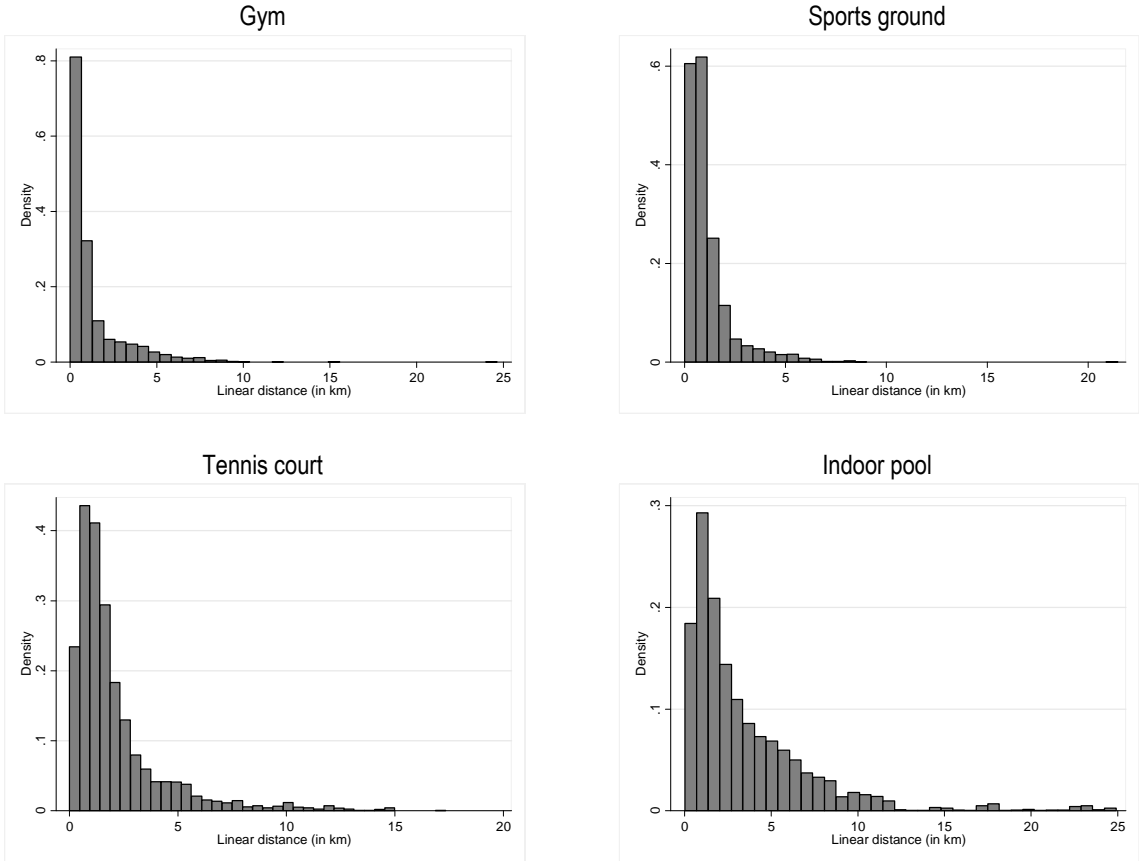 Gym
.8
.6
.4
.2
0
Density
0 5 10 15 20 25
Linear distance (in km)
Sports ground
.6
.4
.2
0
Density
0 5 10 15 20
Linear distance (in km)
Tennis court
.4
.3
.2
.1
0
Density
0 5 10 15 20
Linear distance (in km)
Indoor pool
.3
.2
.1
0
Density
0 5 10 15 20 25
Linear distance (in km)